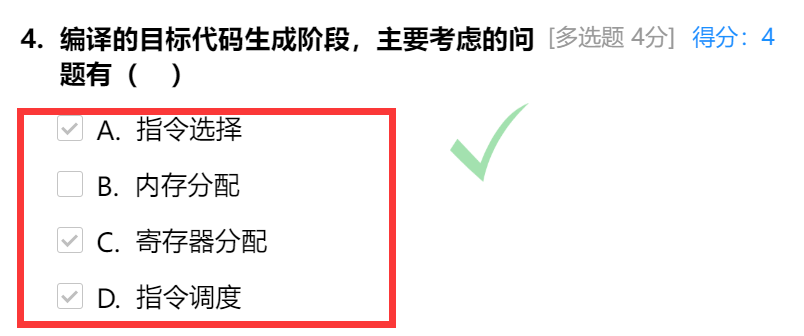 4. 编译的目标代码生成阶段，主要考虑的问 [多选题 4分] 得分：4
题有（ ）
A. 指令选择
B. 内存分配
C. 寄存器分配
D. 指令调度